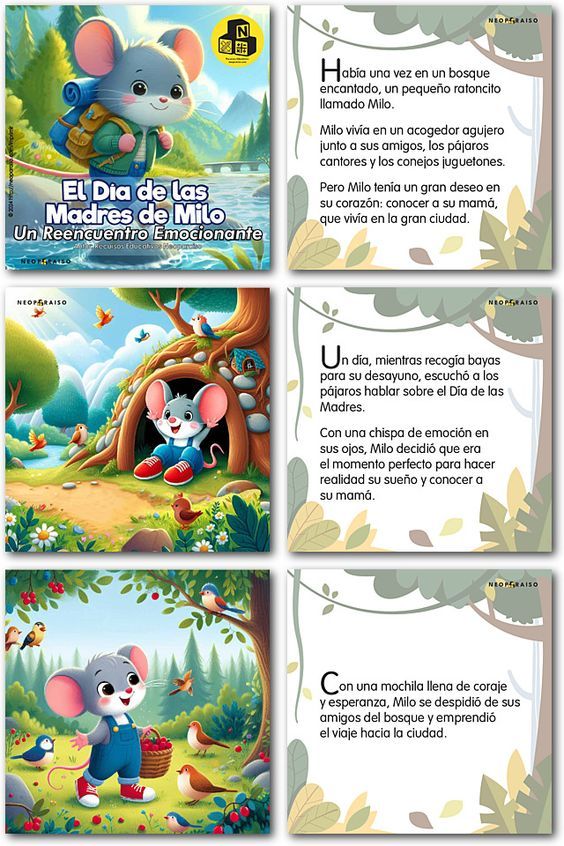 N
El Día de las
Madres de Milo
Un Reencuentro Emocionante
Recursos Educativos Neoparaiso
NEOPARAISO
NEOPARAISO
Había una vez en un bosque
encantado, un pequeño ratoncito
llamado Milo.
Milo vivía en un acogedor agujero
junto a sus amigos, los pájaros
cantores y los conejos juguetones.
Pero Milo tenía un gran deseo en
su corazón: conocer a su mamá,
que vivía en la gran ciudad.
NEOPARAISO
NEOPARAISO
Un día, mientras recogía bayas
para su desayuno, escuchó a los
pájaros hablar sobre el Día de las
Madres.
Con una chispa de emoción en
sus ojos, Milo decidió que era
el momento perfecto para hacer
realidad su sueño y conocer a
su mamá.
NEOPARAISO
Con una mochila llena de coraje
y esperanza, Milo se despidió de sus
amigos del bosque y emprendió
el viaje hacia la ciudad.